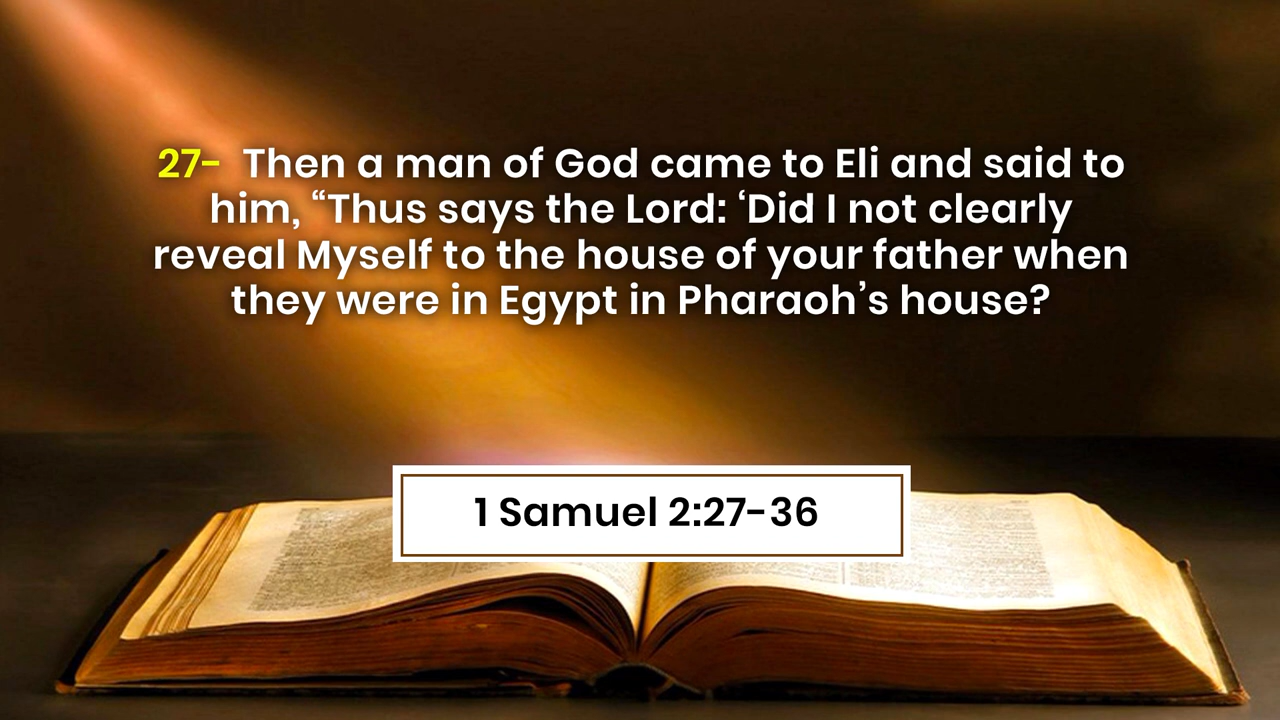 27- Then a man of God came to Eli and said to
him, “Thus says the Lord: ‘Did I not clearly
reveal Myself to the house of your father when
they were in Egypt in Pharaoh’s house?
1 Samuel 2:27-36